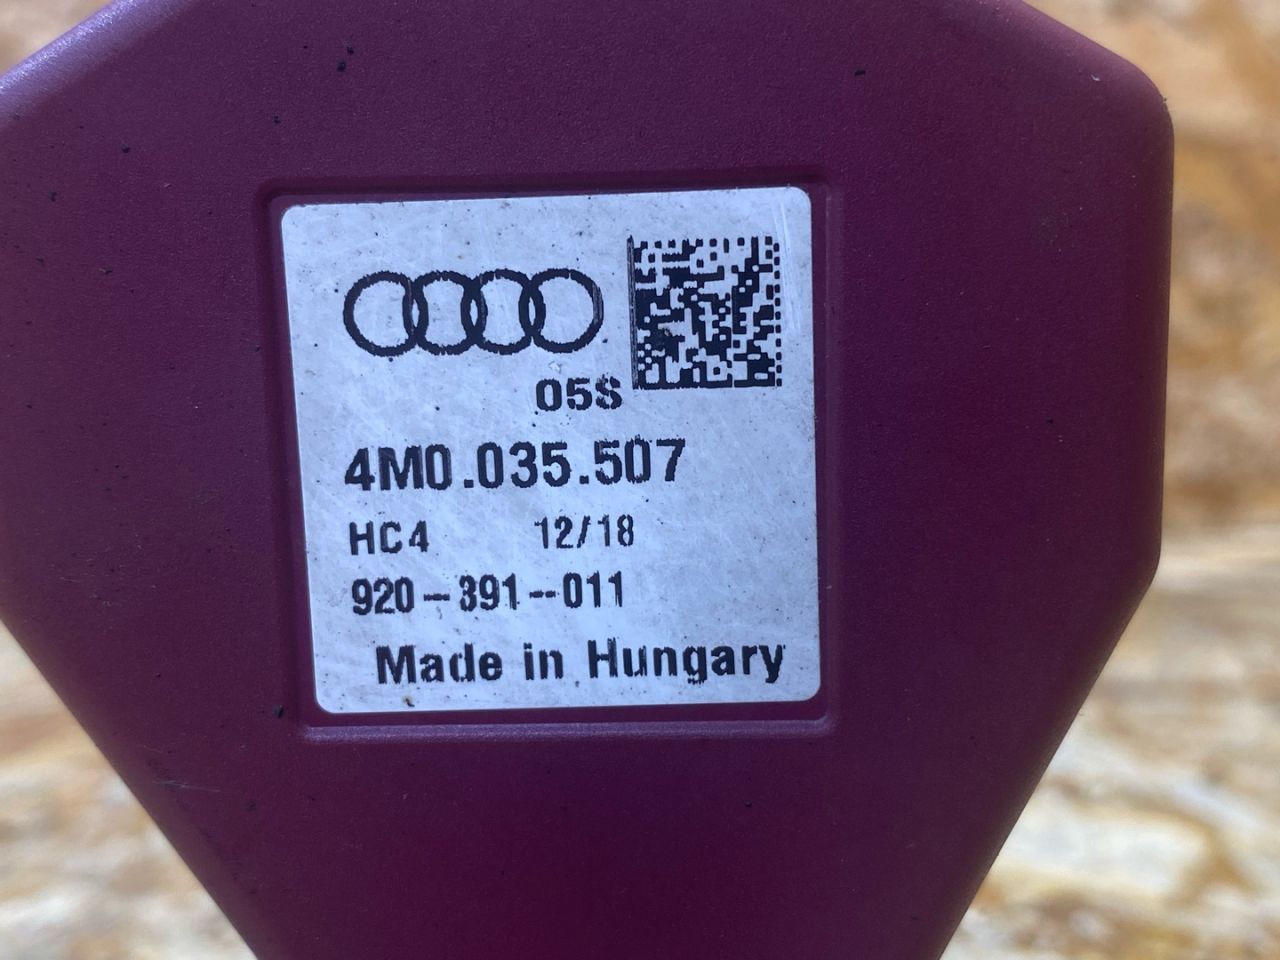 05S
4M0.035.507
HC4 12/18
920-391--011
Made in Hungary